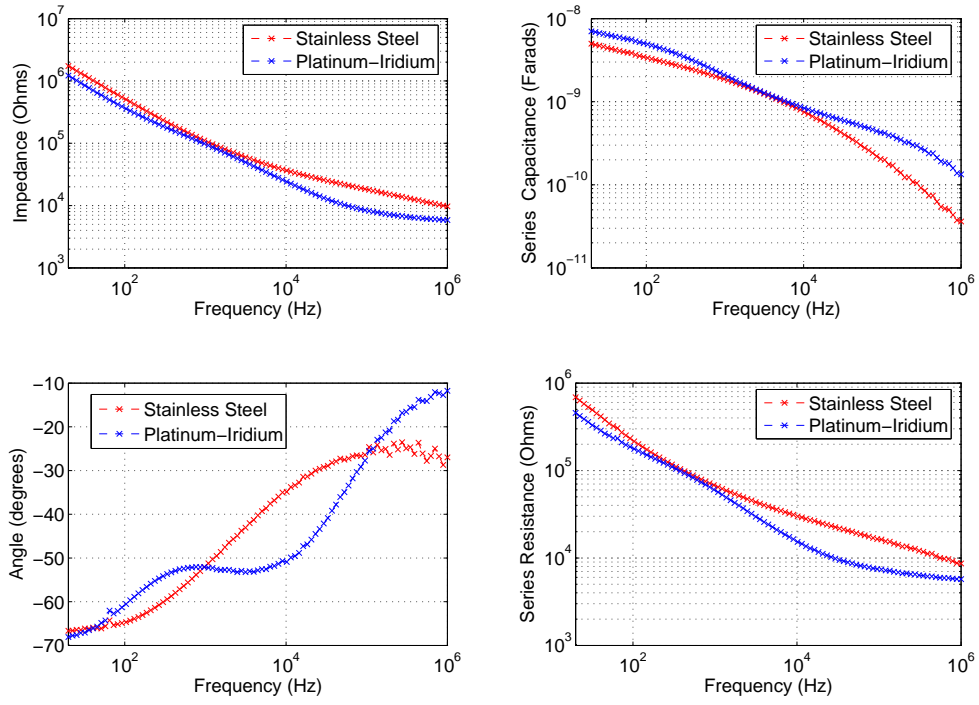 10^7
10^6
10^5
10^4
10^3
Impedance (Ohms)
Stainless Steel
Platinum−Iridium
10^2
10^4
10^6
Frequency (Hz)
10^−8
10^−9
10^−10
10^−11
Series Capacitance (Farads)
Stainless Steel
Platinum−Iridium
10^2
10^4
10^6
Frequency (Hz)
−10
−20
−30
−40
−50
−60
−70
Angle (degrees)
Stainless Steel
Platinum−Iridium
10^2
10^4
10^6
Frequency (Hz)
10^6
10^5
10^4
10^3
Series Resistance (Ohms)
Stainless Steel
Platinum−Iridium
10^2
10^4
10^6
Frequency (Hz)